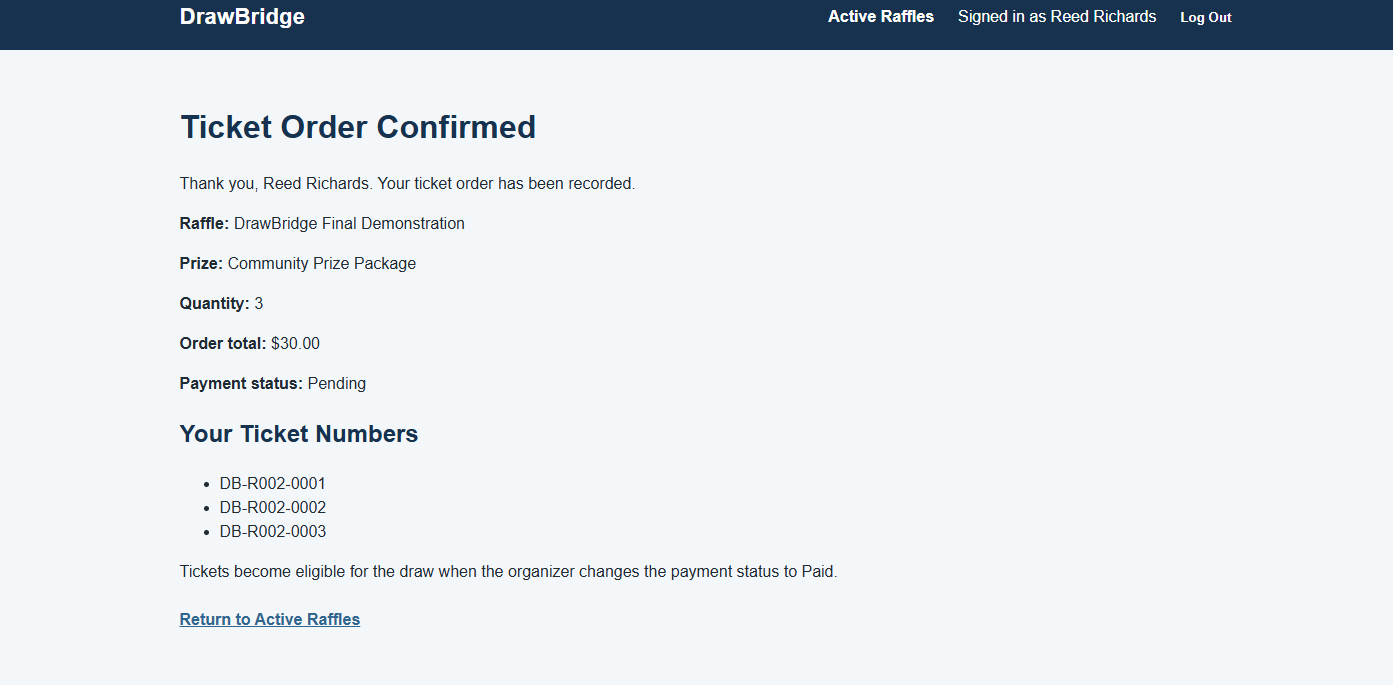 DrawBridge
Active Raffles Signed in as Reed Richards Log Out
Ticket Order Confirmed
Thank you, Reed Richards. Your ticket order has been recorded.
Raffle: DrawBridge Final Demonstration
Prize: Community Prize Package
Quantity: 3
Order total: $30.00
Payment status: Pending
Your Ticket Numbers
DB-R002-0001
DB-R002-0002
DB-R002-0003
Tickets become eligible for the draw when the organizer changes the payment status to Paid.
Return to Active Raffles